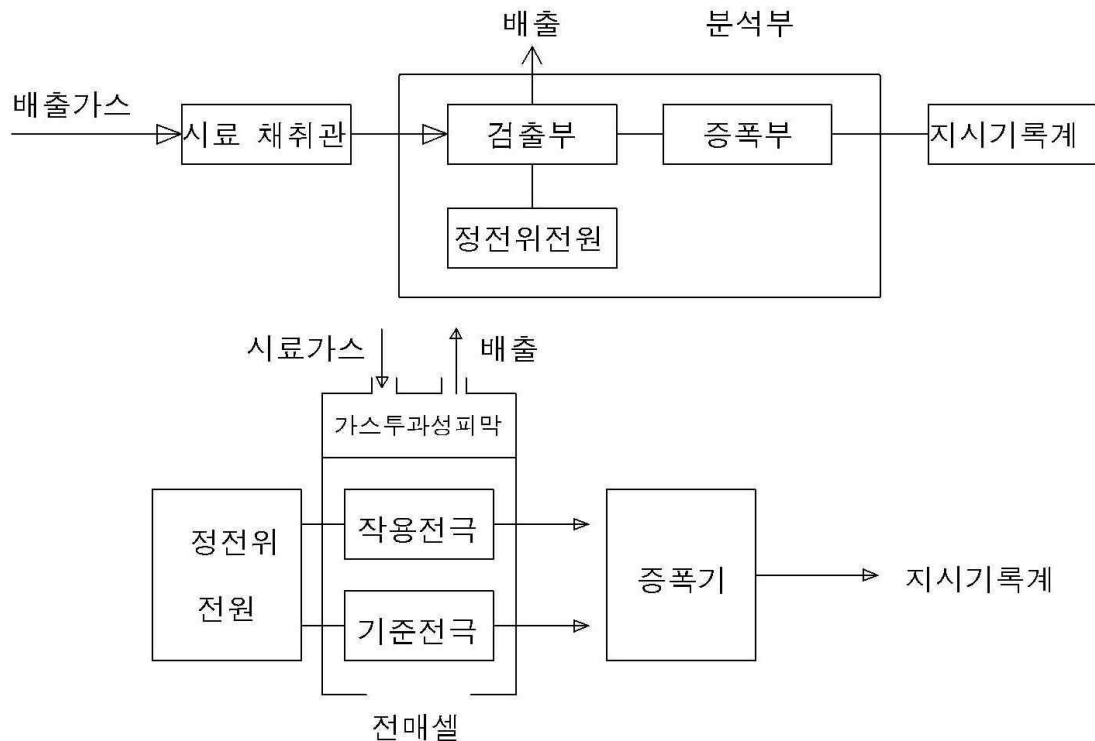 배출 분석부
배출가스
시료 채취관
검출부
증폭부
지시기록계
정전위전원
시료가스 배출
가스투과성피막
정전위
전원
작용전극
기준전극
증폭기
지시기록계
전매셀